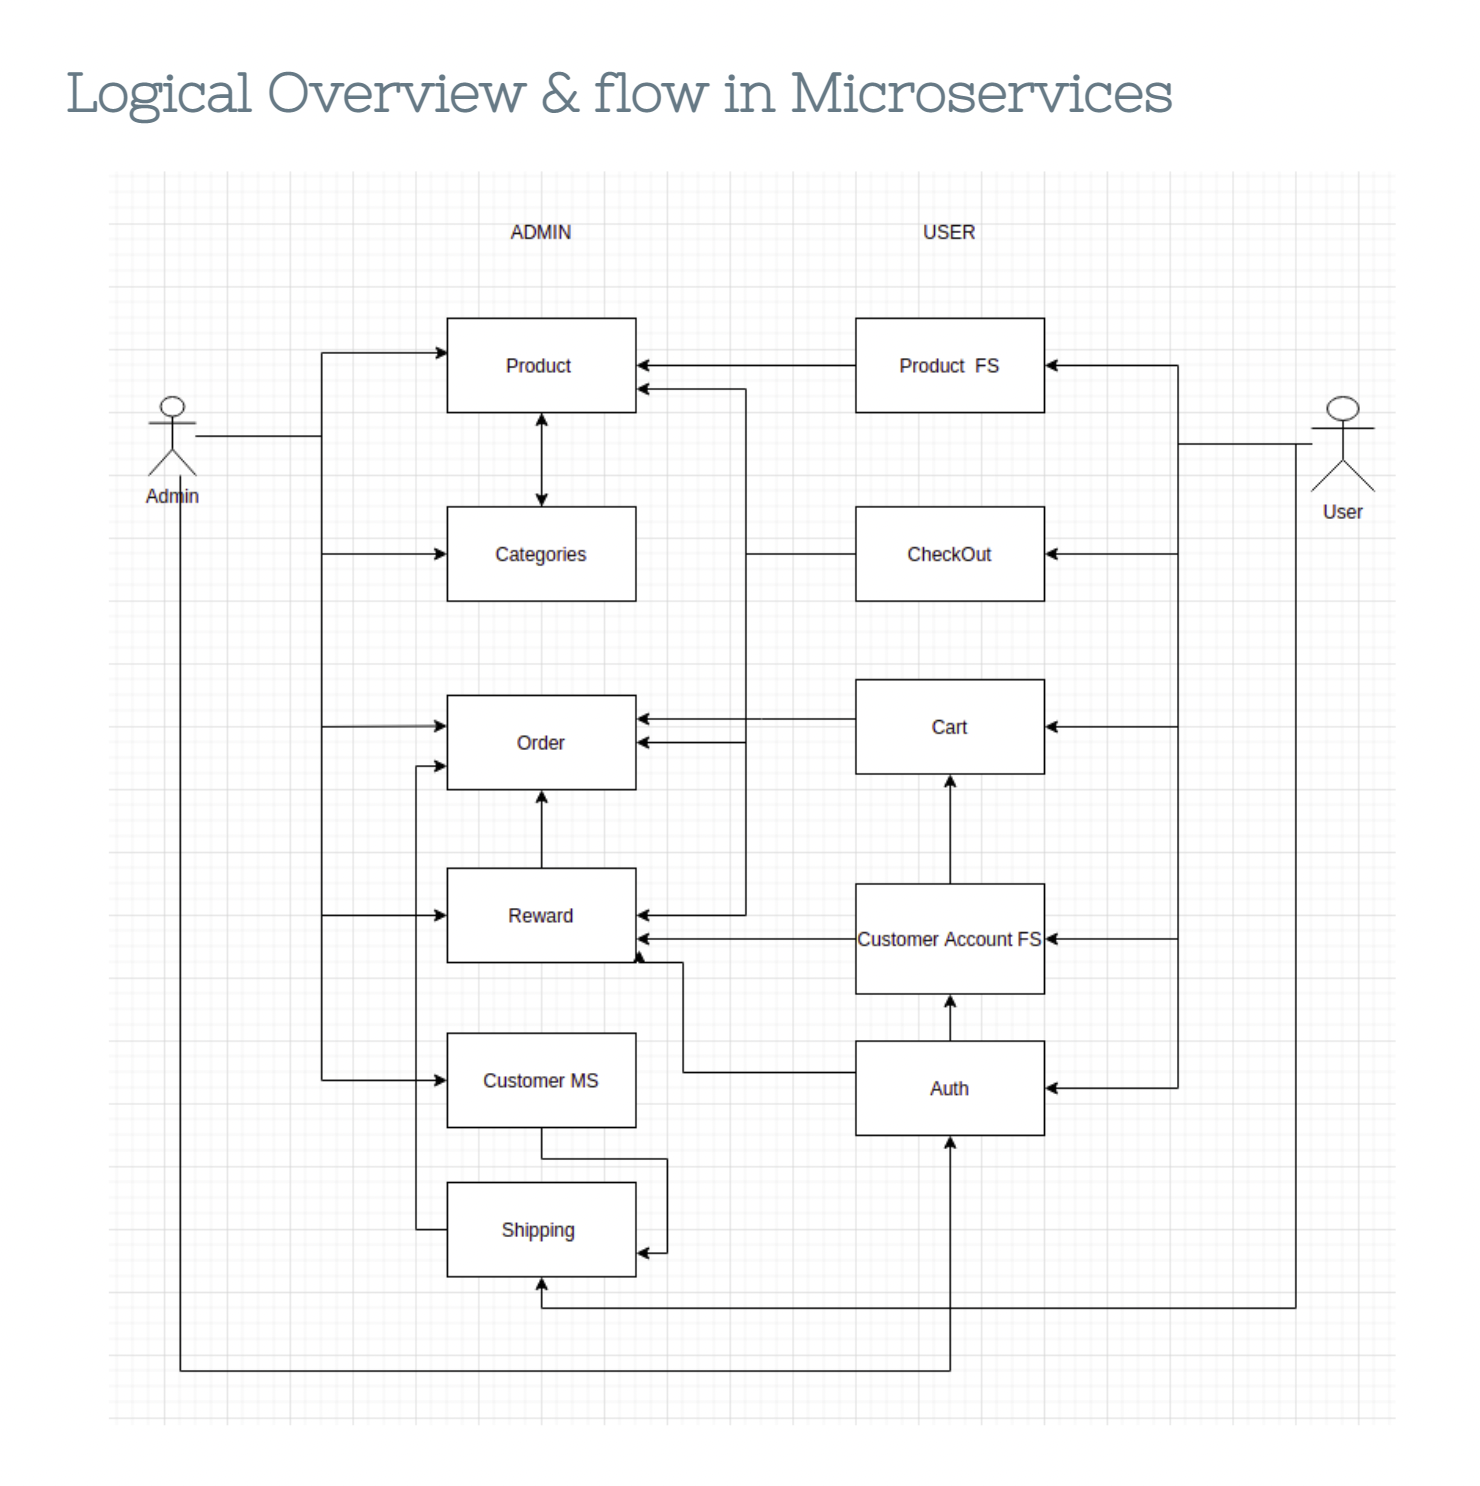 Logical Overview & flow in Microservices
ADMIN
USER
Product
Product FS
Admin
User
Categories
CheckOut
Order
Cart
Reward
Customer Account FS
Customer MS
Auth
Shipping